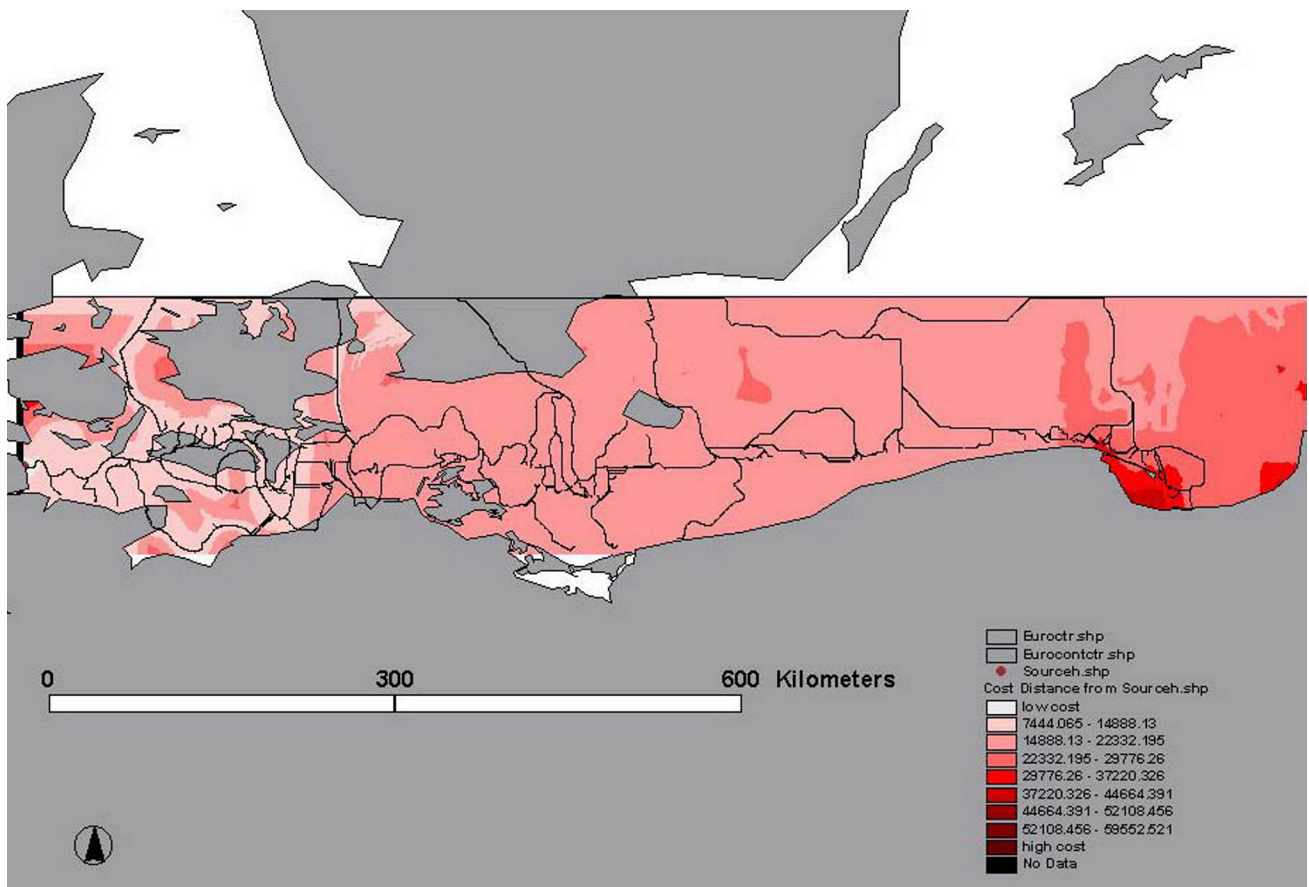 0 300 600 Kilometers
Euroctr.shp
Eurocontctr.shp
Sourceh.shp
Cost Distance from Sourceh.shp
low cost
7444.065 - 14888.13
14888.13 - 22332.195
22332.195 - 29776.26
29776.26 - 37220.326
37220.326 - 44664.391
44664.391 - 52108.456
52108.456 - 59552.521
high cost
No Data